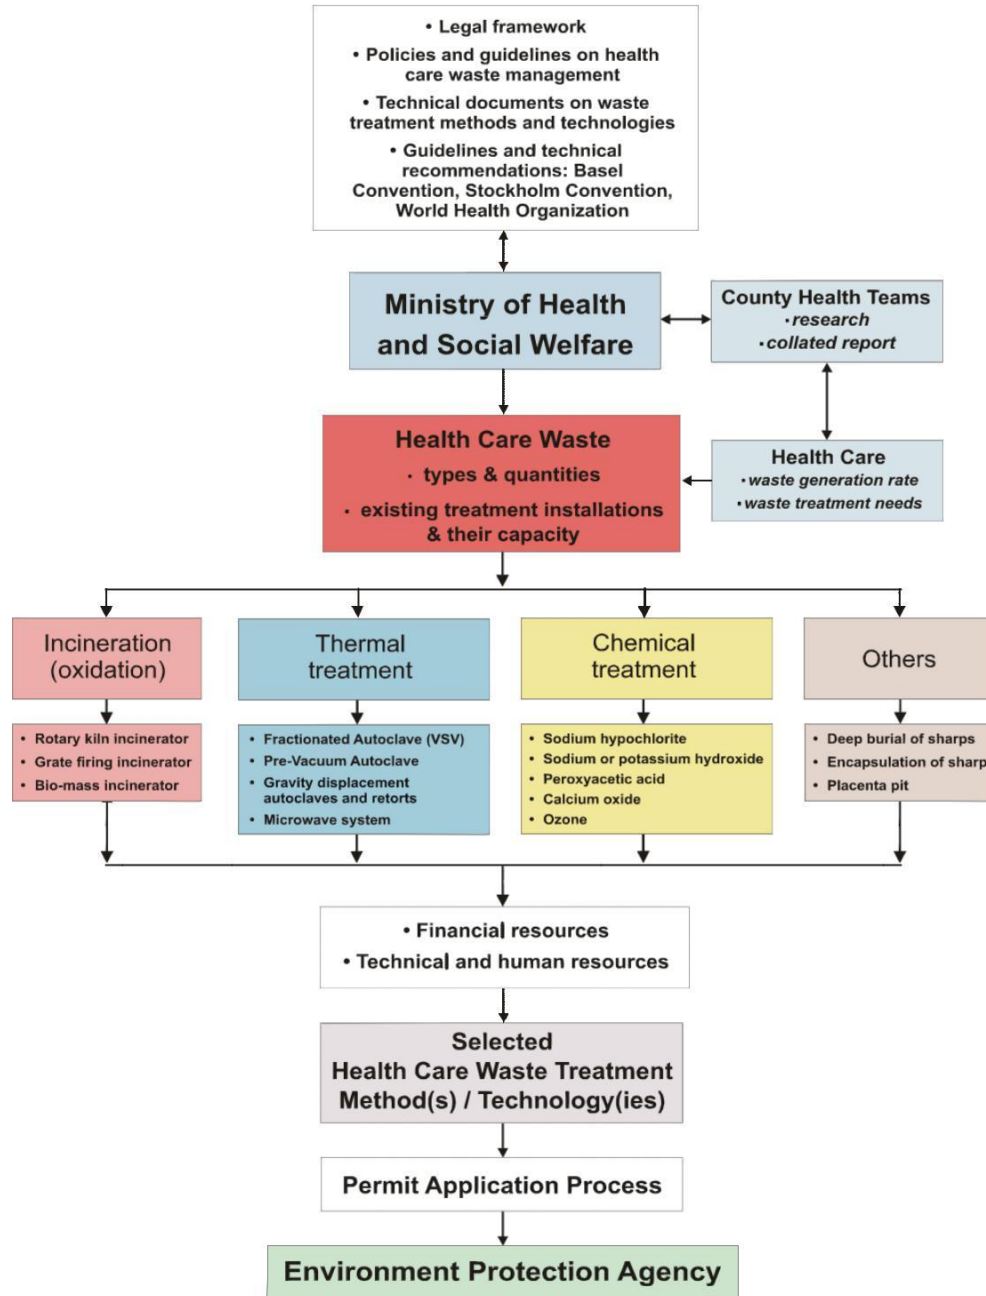 • Legal framework
• Policies and guidelines on health
care waste management
• Technical documents on waste
treatment methods and technologies
• Guidelines and technical
recommendations: Basel
Convention, Stockholm Convention,
World Health Organization
Ministry of Health
and Social Welfare
County Health Teams
• research
• collated report
Health Care Waste
• types & quantities
• existing treatment installations
& their capacity
Health Care
• waste generation rate
• waste treatment needs
Incineration
(oxidation)
Thermal
treatment
Chemical
treatment
Others
• Rotary kiln incinerator
• Grate firing incinerator
• Bio-mass incinerator
• Fractionated Autoclave (VSV)
• Pre-Vacuum Autoclave
• Gravity displacement
autoclaves and retorts
• Microwave system
• Sodium hypochlorite
• Sodium or potassium hydroxide
• Peroxyacetic acid
• Calcium oxide
• Ozone
• Deep burial of sharps
• Encapsulation of sharp
• Placenta pit
• Financial resources
• Technical and human resources
Selected
Health Care Waste Treatment
Method(s) / Technology(ies)
Permit Application Process
Environment Protection Agency